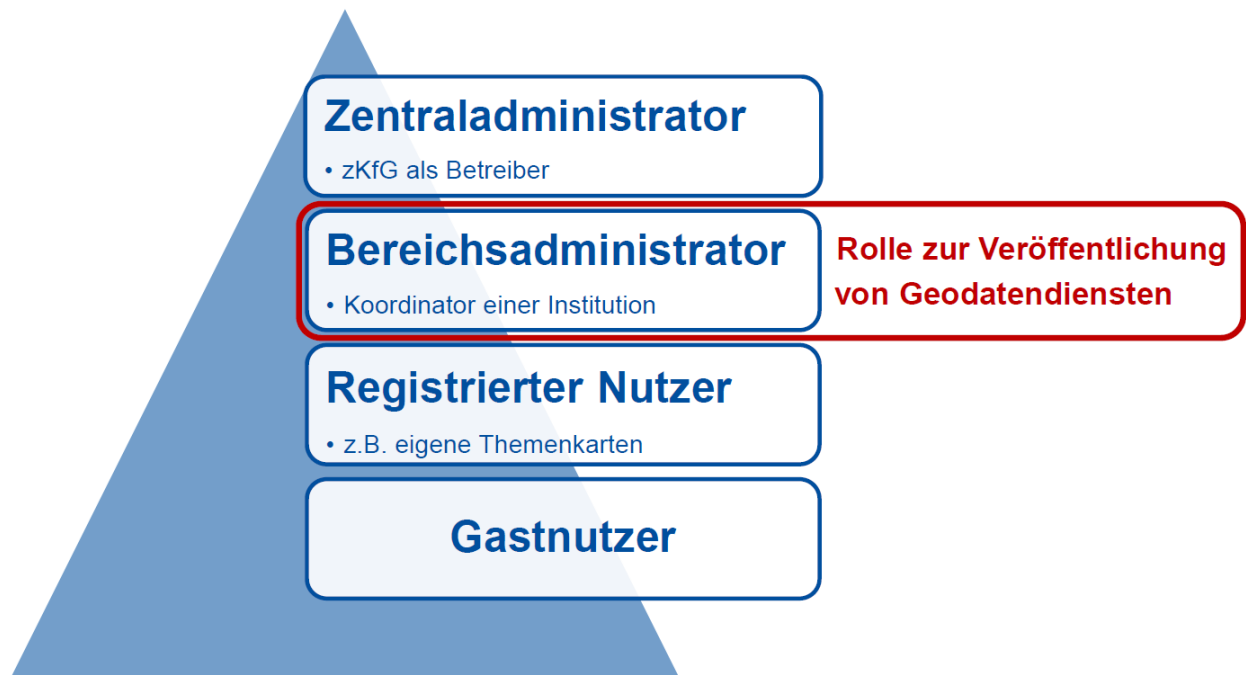 Zentraladministrator
• zKfG als Betreiber
Bereichsadministrator
• Koordinator einer Institution
Rolle zur Veröffentlichung
von Geodatendiensten
Registrierter Nutzer
• z.B. eigene Themenkarten
Gastnutzer